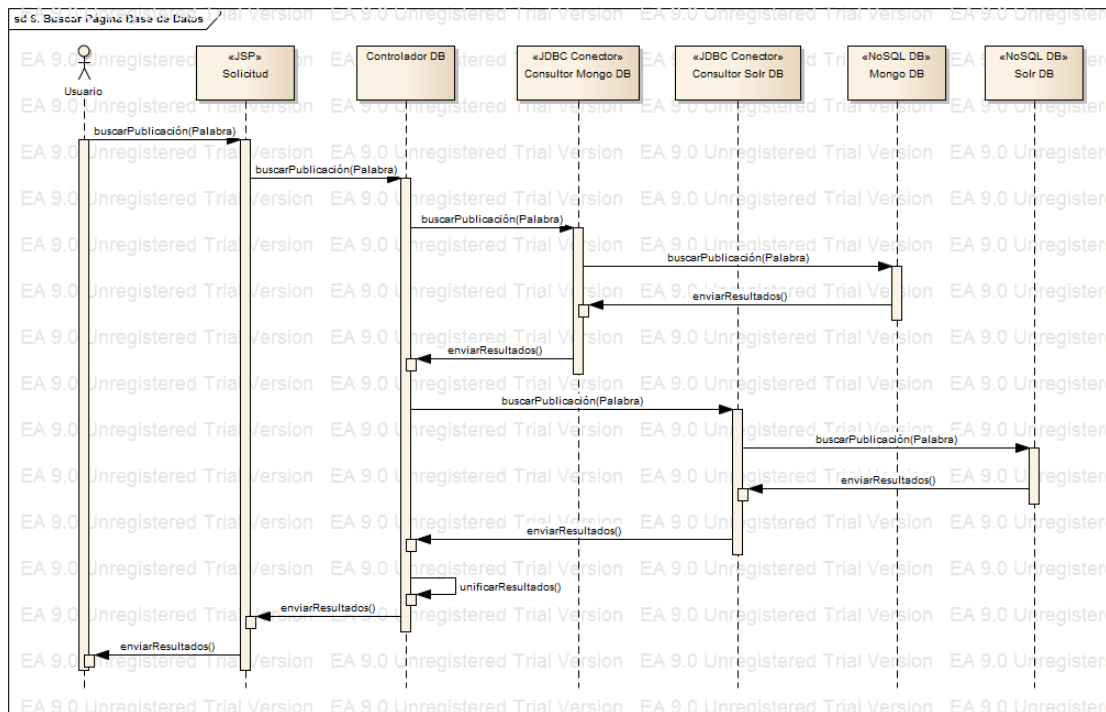 sd 6. Buscar Página Base de Datos
EA 9.0 Unregistered Trial Version
Usuario
«JSP»
Solicitud
Controlador DB
«JDBC Conector»
Consultor Mongo DB
«JDBC Conector»
Consultor Solr DB
«NoSQL DB»
Mongo DB
«NoSQL DB»
Solr DB
buscarPublicación(Palabra)
buscarPublicación(Palabra)
buscarPublicación(Palabra)
buscarPublicación(Palabra)
enviarResultados()
enviarResultados()
buscarPublicación(Palabra)
buscarPublicación(Palabra)
enviarResultados()
enviarResultados()
unificarResultados()
enviarResultados()
enviarResultados()